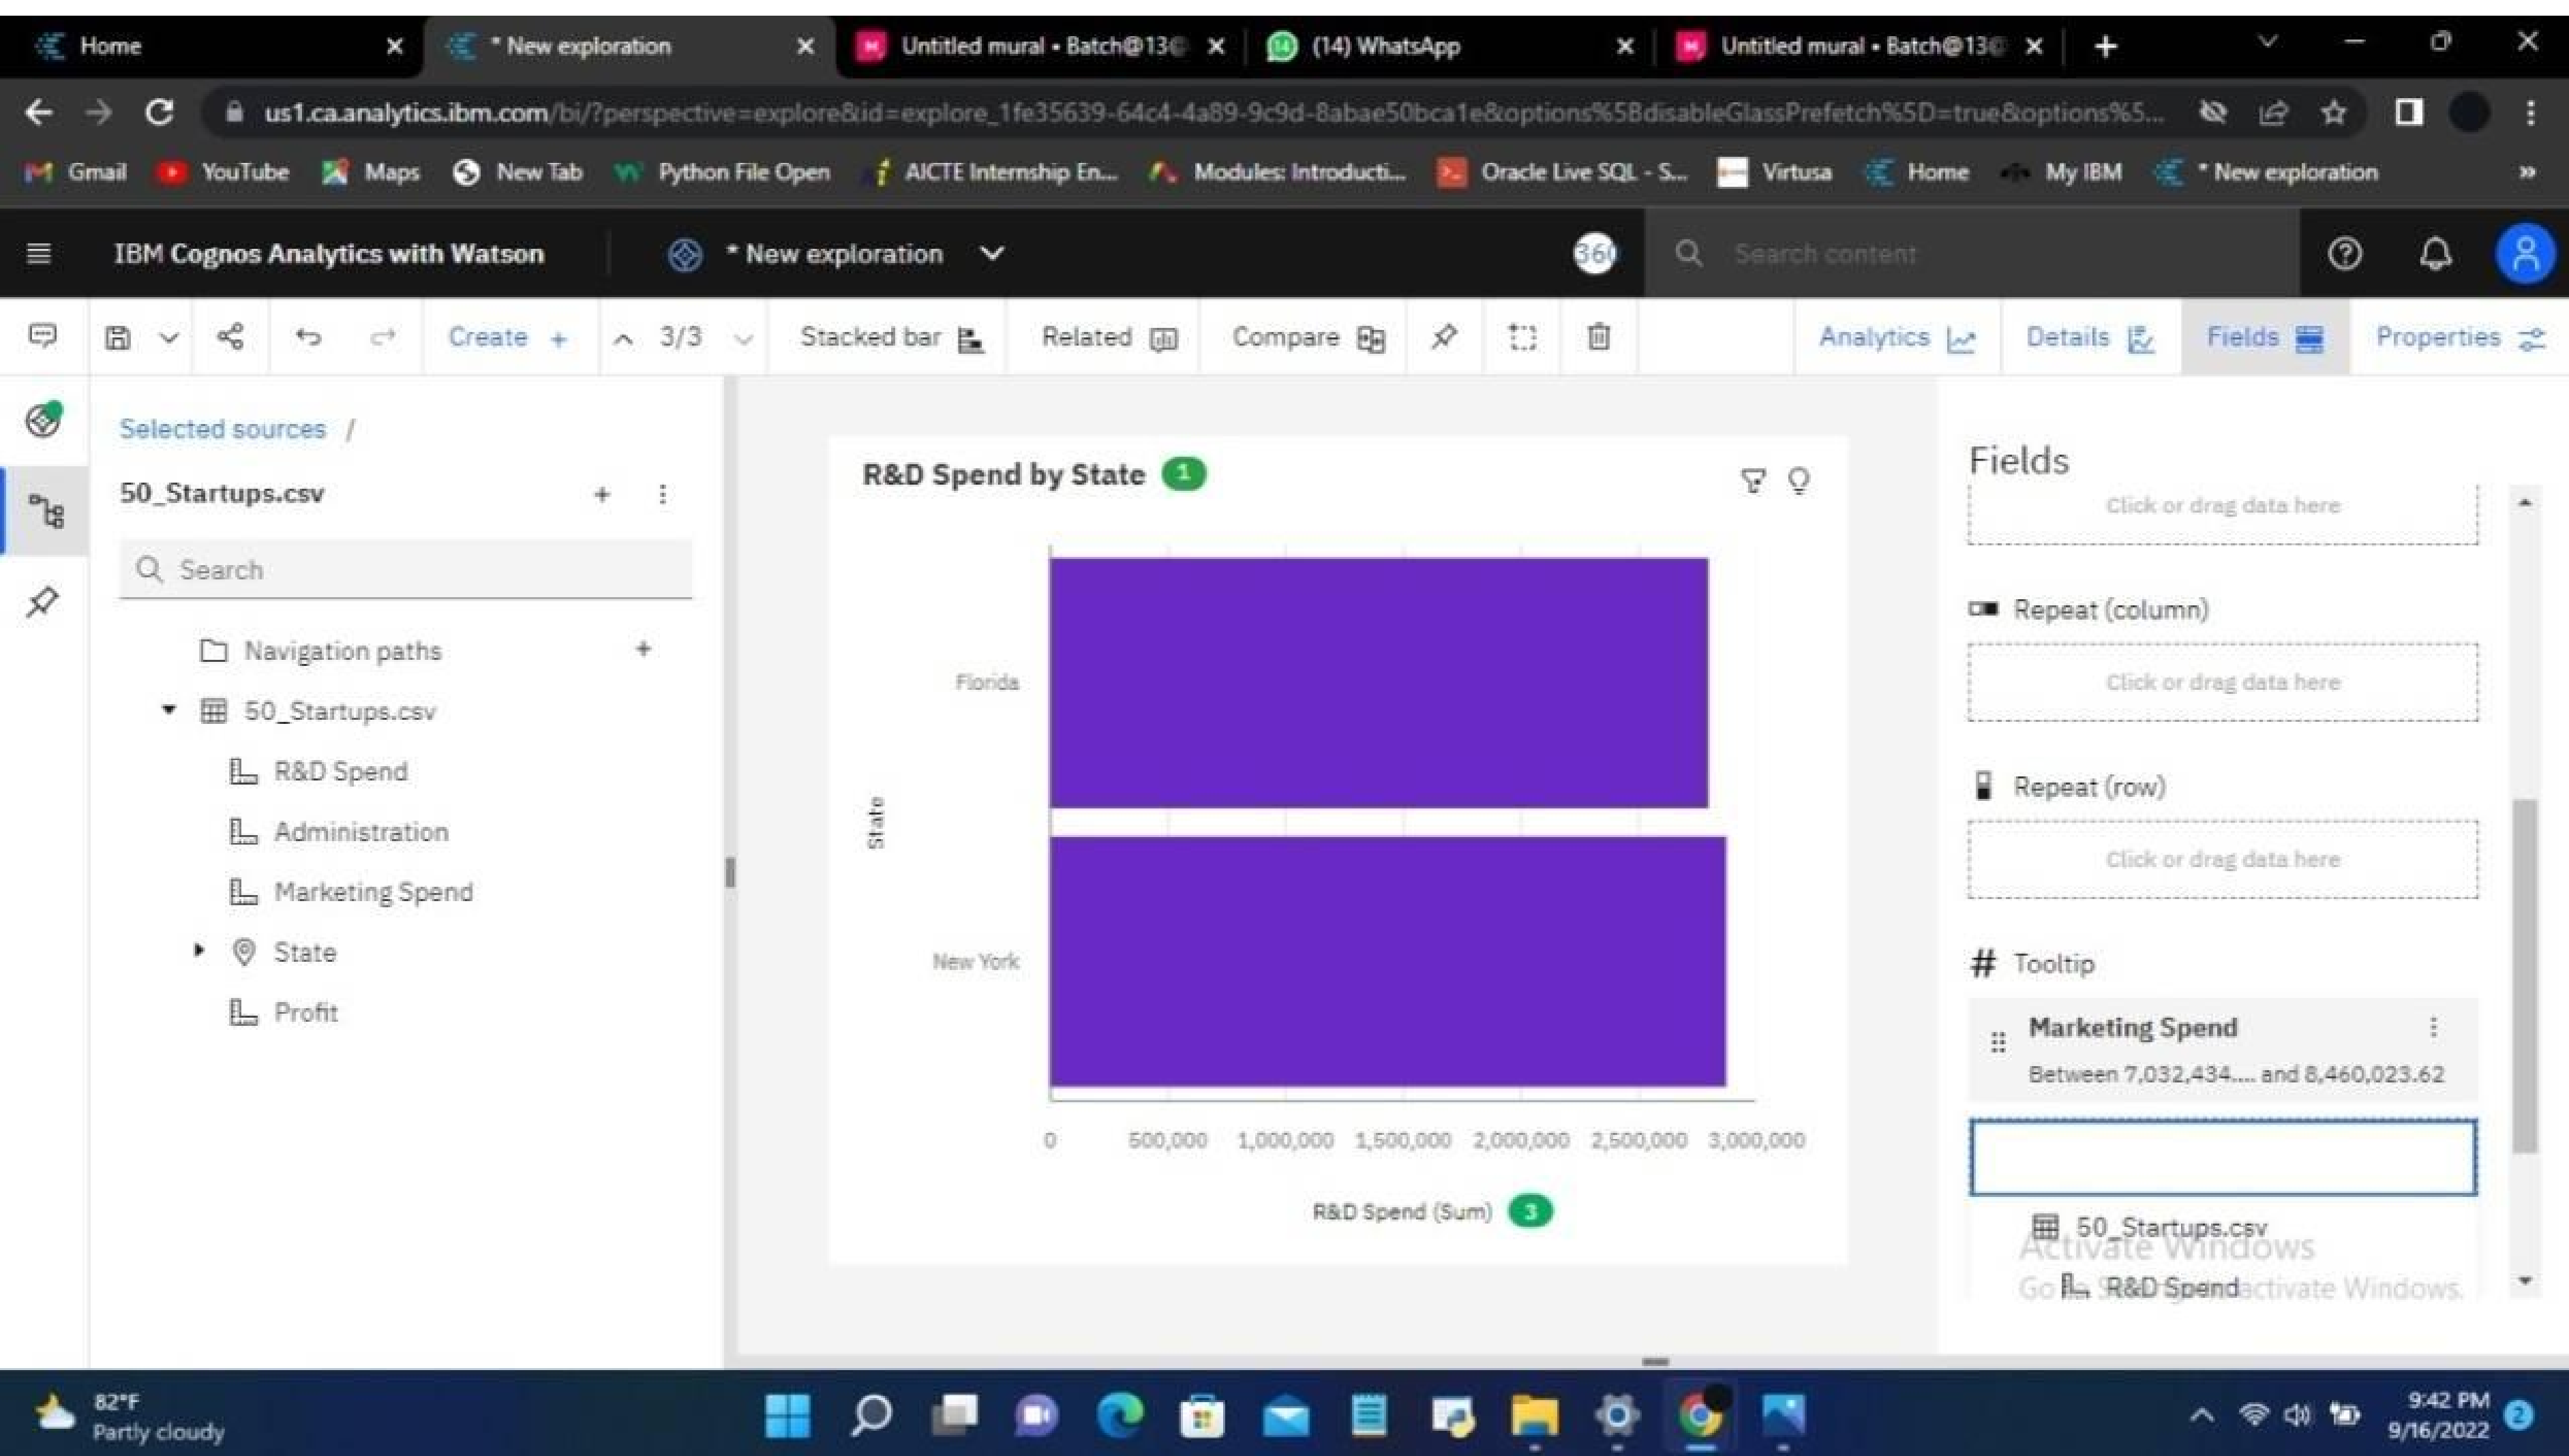 Home
* New exploration
Untitled mural • Batch@13
(14) WhatsApp
Untitled mural • Batch@13
us1.ca.analytics.ibm.com/bi/?perspective=explore&id=explore_1fe35639-64c4-4a89-9c9d-8abae50bca1e&options%5BdisableGlassPrefetch%5D=true&options%5...
Gmail YouTube Maps New Tab Python File Open AICTE Internship En... Modules: Introducti... Oracle Live SQL - S... Virtusa Home My IBM * New exploration »
IBM Cognos Analytics with Watson
* New exploration
360
Search content
Create +
3/3
Stacked bar
Related
Compare
Analytics
Details
Fields
Properties
Selected sources /
50_Startups.csv
Search
Navigation paths
50_Startups.csv
R&D Spend
Administration
Marketing Spend
State
Profit
R&D Spend by State 1
State
Florida
New York
0 500,000 1,000,000 1,500,000 2,000,000 2,500,000 3,000,000
R&D Spend (Sum) 3
Fields
Click or drag data here
Repeat (column)
Click or drag data here
Repeat (row)
Click or drag data here
# Tooltip
Marketing Spend
Between 7,032,434.... and 8,460,023.62
50_Startups.csv
Activate Windows
R&D Spend
Go to Settings to activate Windows.
82°F
Partly cloudy
9:42 PM
9/16/2022
2